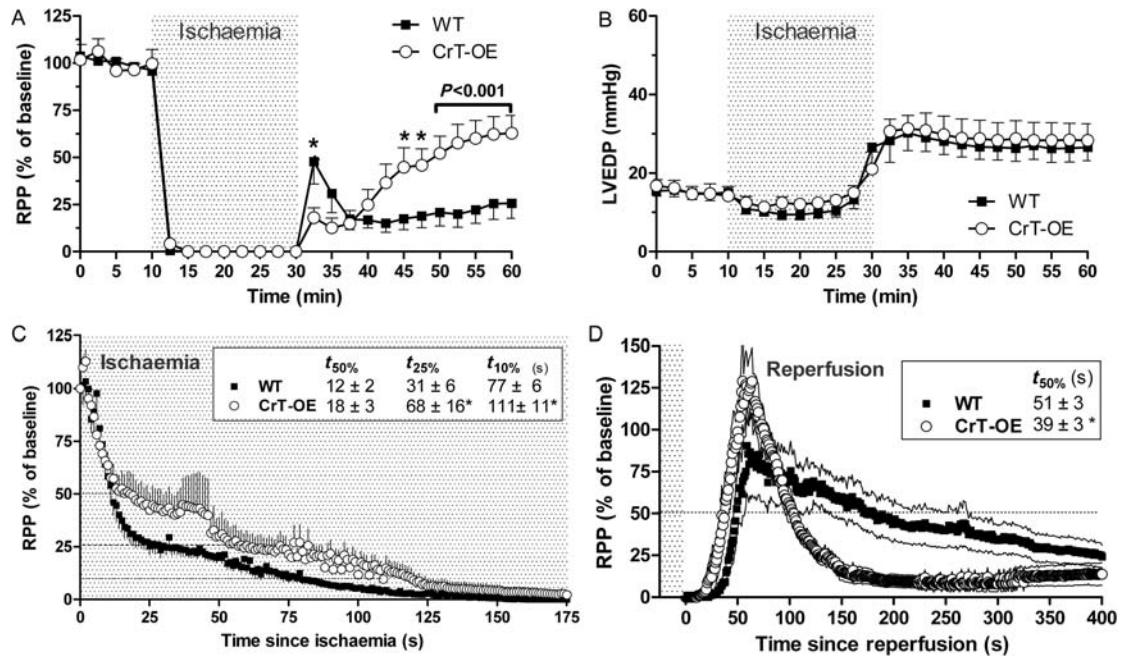 A
Ischaemia
WT
CrT-OE
P<0.001
*
* *
RPP (% of baseline)
125
100
75
50
25
0
0 5 10 15 20 25 30 35 40 45 50 55 60
Time (min)
B
Ischaemia
WT
CrT-OE
LVEDP (mmHg)
60
45
30
15
0
0 5 10 15 20 25 30 35 40 45 50 55 60
Time (min)
C
Ischaemia
t50% t25% t10% (s)
WT 12 ± 2 31 ± 6 77 ± 6
CrT-OE 18 ± 3 68 ± 16* 111± 11*
RPP (% of baseline)
125
100
75
50
25
0
0 25 50 75 100 125 150 175
Time since ischaemia (s)
D
Reperfusion
t50% (s)
WT 51 ± 3
CrT-OE 39 ± 3 *
RPP (% of baseline)
150
125
100
75
50
25
0
0 50 100 150 200 250 300 350 400
Time since reperfusion (s)